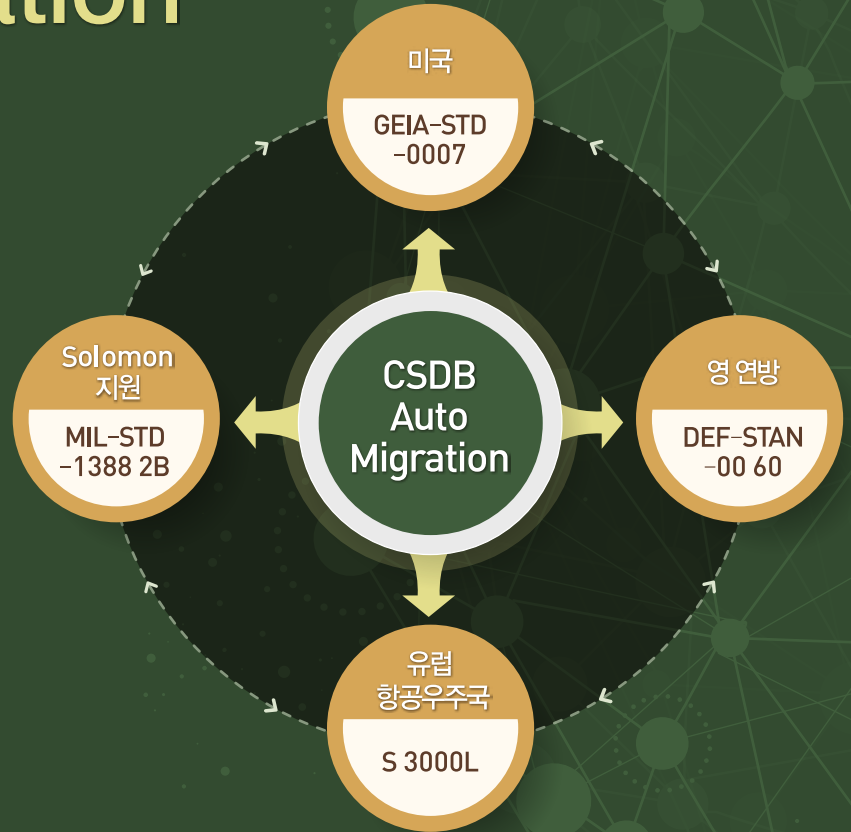 미국
GEIA-STD
-0007
Solomon
지원
MIL-STD
-1388 2B
CSDB
Auto
Migration
영 연방
DEF-STAN
-00 60
유럽
항공우주국
S 3000L